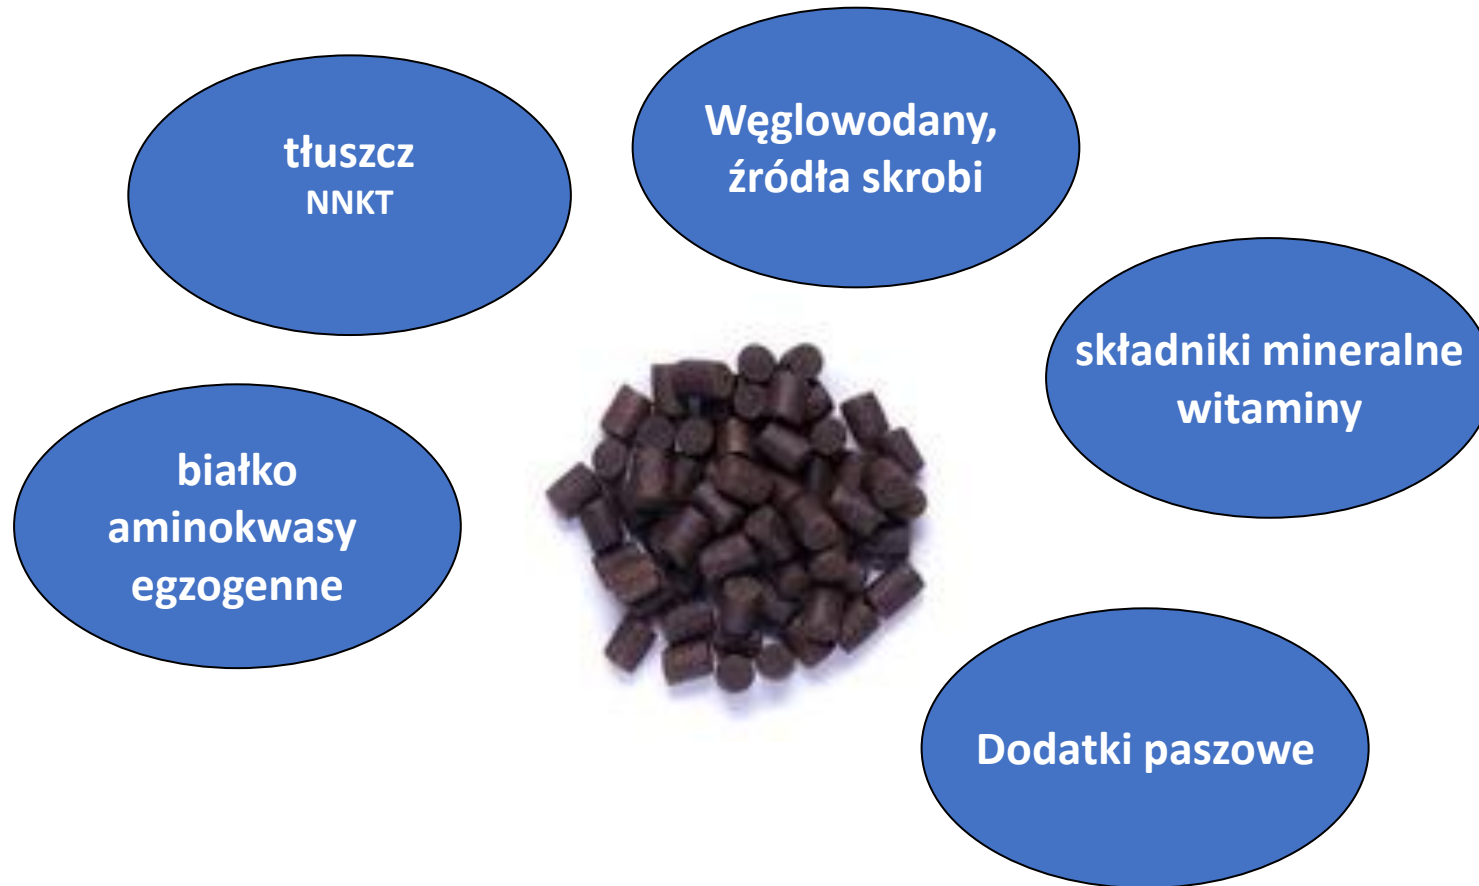 tłuszcz
NNKT
Węglowodany,
źródła skrobi
składniki mineralne
witaminy
białko
aminokwasy
egzogenne
Dodatki paszowe